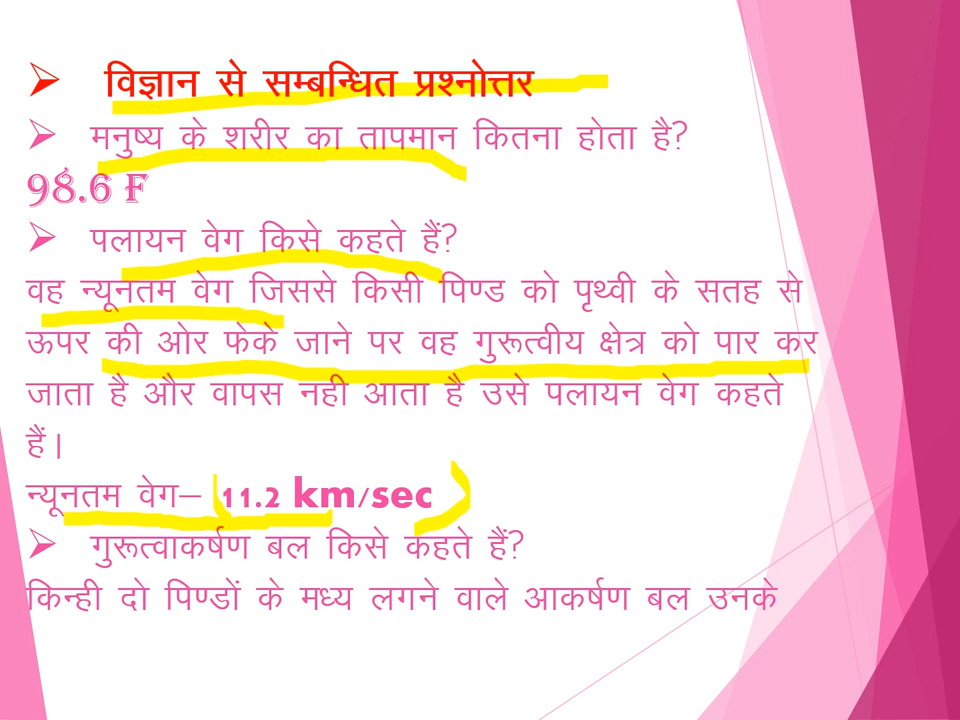 ➢ विज्ञान से सम्बन्धित प्रश्नोत्तर
➢ मनुष्य के शरीर का तापमान कितना होता है?
98.6 F
➢ पलायन वेग किसे कहते हैं?
वह न्यूनतम वेग जिससे किसी पिण्ड को पृथ्वी के सतह से
ऊपर की ओर फेके जाने पर वह गुरूत्वीय क्षेत्र को पार कर
जाता है और वापस नही आता है उसे पलायन वेग कहते
हैं।
न्यूनतम वेग– 11.2 km/sec
➢ गुरूत्वाकर्षण बल किसे कहते हैं?
किन्ही दो पिण्डों के मध्य लगने वाले आकर्षण बल उनके